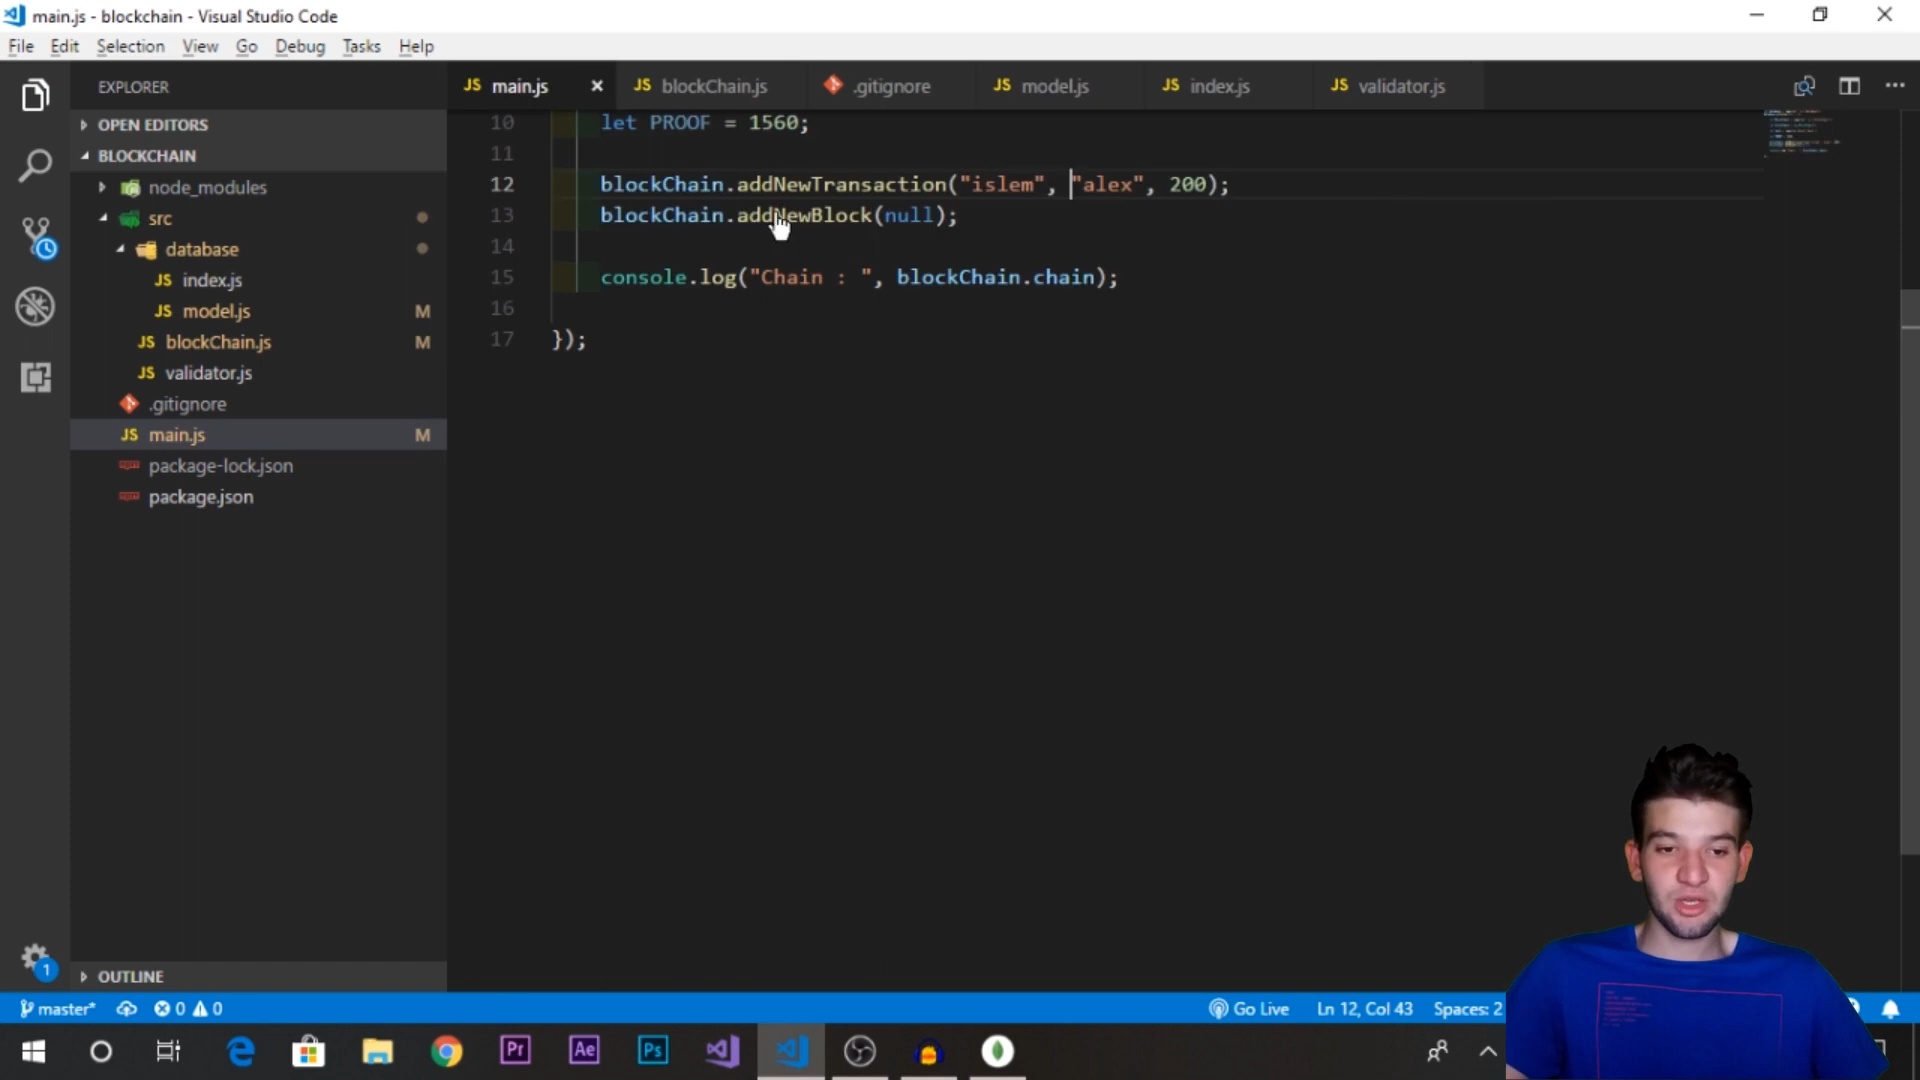 main.js - blockchain - Visual Studio Code
File Edit Selection View Go Debug Tasks Help
EXPLORER
OPEN EDITORS
BLOCKCHAIN
node_modules
src
database
JS index.js
JS model.js M
JS blockChain.js M
JS validator.js
.gitignore
JS main.js M
package-lock.json
package.json
OUTLINE
JS main.js JS blockChain.js .gitignore JS model.js JS index.js JS validator.js
10 let PROOF = 1560;
11
12 blockChain.addNewTransaction("islem", "alex", 200);
13 blockChain.addNewBlock(null);
14
15 console.log("Chain : ", blockChain.chain);
16
17 });
1
master* 0 0 Go Live Ln 12, Col 43 Spaces: 2
Pr Ae Ps